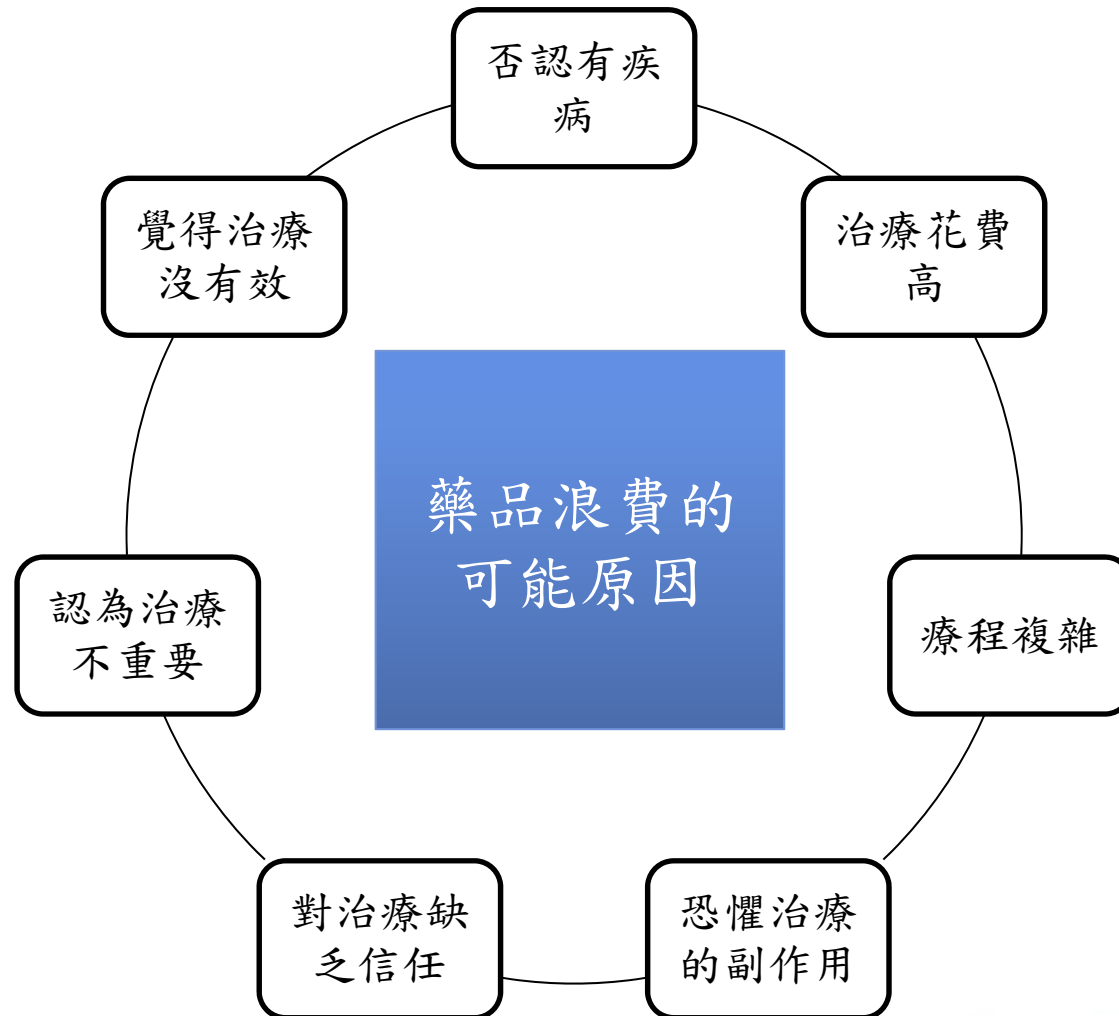 否認有疾
病
治療花費
高
療程複雜
恐懼治療
的副作用
對治療缺
乏信任
認為治療
不重要
覺得治療
沒有效
藥品浪費的
可能原因